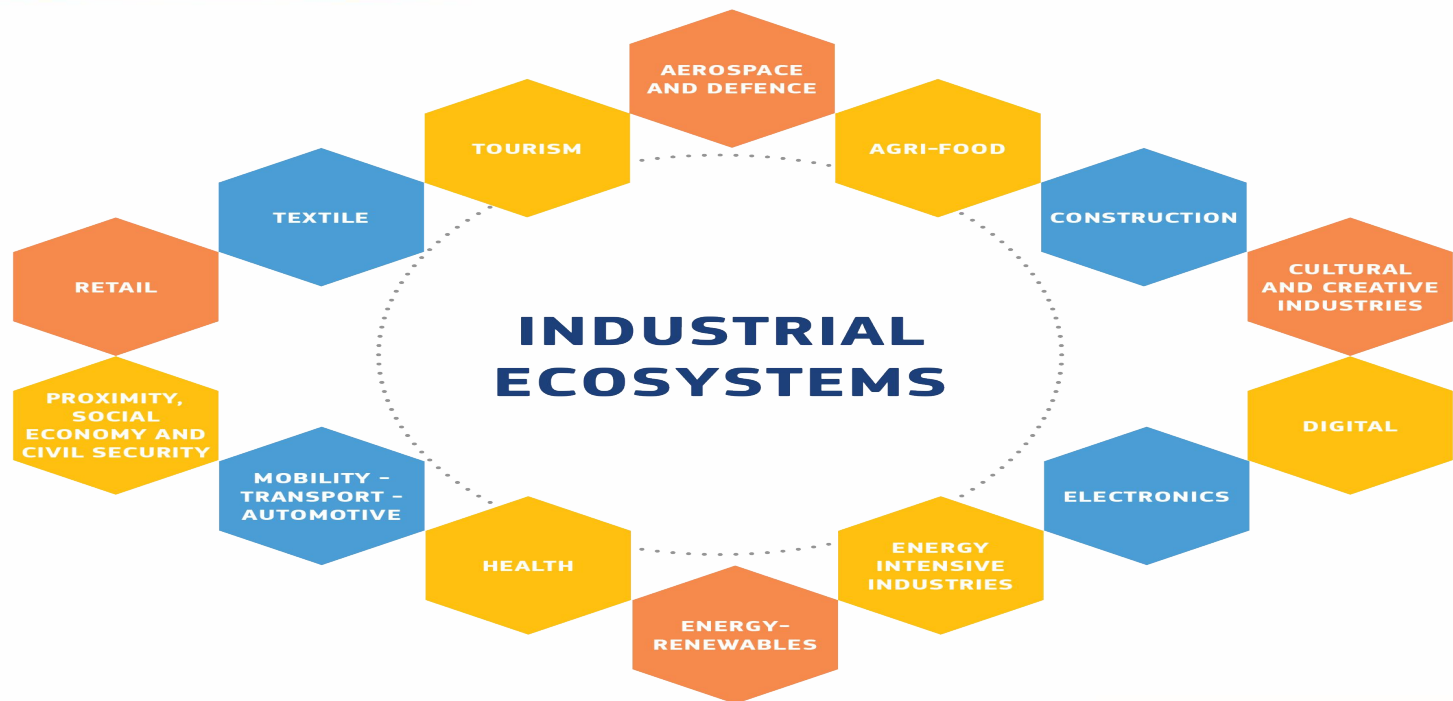 AEROSPACE
AND DEFENCE
TOURISM
AGRI-FOOD
TEXTILE
CONSTRUCTION
RETAIL
CULTURAL
AND CREATIVE
INDUSTRIES
INDUSTRIAL
ECOSYSTEMS
PROXIMITY,
SOCIAL
ECONOMY AND
CIVIL SECURITY
DIGITAL
MOBILITY -
TRANSPORT -
AUTOMOTIVE
ELECTRONICS
HEALTH
ENERGY
INTENSIVE
INDUSTRIES
ENERGY-
RENEWABLES